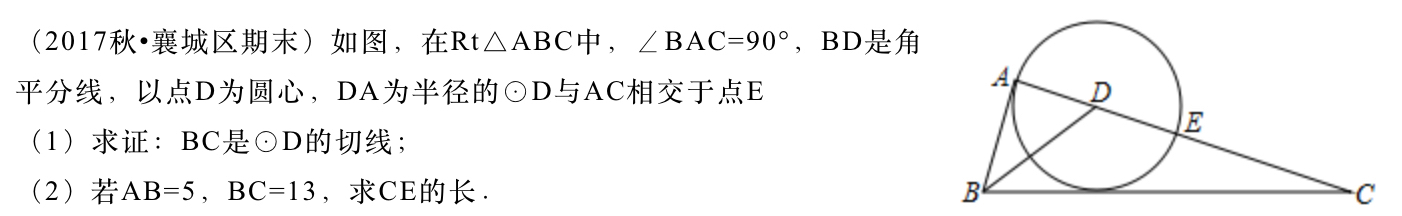 （2017秋•襄城区期末）如图，在Rt△ABC中，∠BAC=90°，BD是角
平分线，以点D为圆心，DA为半径的⊙D与AC相交于点E
（1）求证：BC是⊙D的切线；
（2）若AB=5，BC=13，求CE的长．
A
D
E
B
C